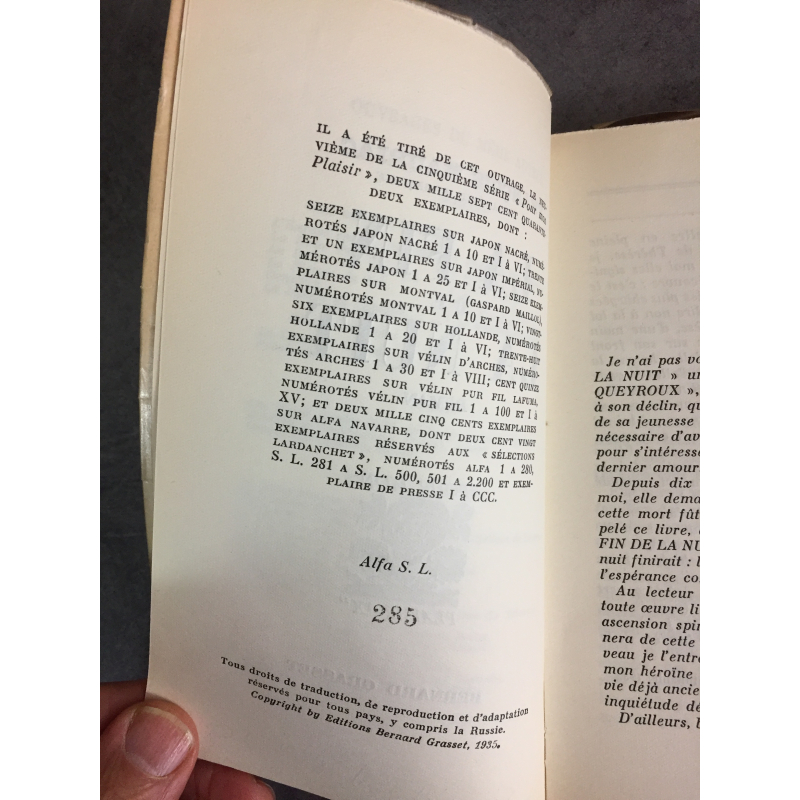 IL A ÉTÉ TIRÉ DE CET OUVRAGE, LE NEU-
VIÈME DE LA CINQUIÈME SÉRIE « Pour mon
Plaisir », DEUX MILLE SEPT CENT QUARANTE-
DEUX EXEMPLAIRES, DONT :
SEIZE EXEMPLAIRES SUR JAPON NACRÉ, NUMÉ-
ROTÉS JAPON NACRÉ 1 A 10 ET I à VI; TRENTE
ET UN EXEMPLAIRES SUR JAPON IMPÉRIAL, NU-
MÉROTÉS JAPON 1 A 25 ET I à VI; SEIZE EXEM-
PLAIRES SUR MONTVAL (GASPARD MAILLOL),
NUMÉROTÉS MONTVAL 1 A 10 ET I à VI; VINGT-
SIX EXEMPLAIRES SUR HOLLANDE, NUMÉROTÉS
HOLLANDE 1 A 20 ET I à VI; TRENTE-HUIT
EXEMPLAIRES SUR VÉLIN D'ARCHES, NUMÉRO-
TÉS ARCHES 1 A 30 ET I à VIII; CENT QUINZE
EXEMPLAIRES SUR VÉLIN PUR FIL LAFUMA,
NUMÉROTÉS VÉLIN PUR FIL 1 A 100 ET I à
XV; ET DEUX MILLE CINQ CENTS EXEMPLAIRES
SUR ALFA NAVARRE, DONT DEUX CENT VINGT
EXEMPLAIRES RÉSERVÉS AUX « SÉLECTIONS
LARDANCHET », NUMÉROTÉS ALFA 1 A 280,
S. L. 281 A S. L. 500, 501 A 2.200 ET EXEM-
PLAIRE DE PRESSE I à CCC.
Alfa S. L.
285
Tous droits de traduction, de reproduction et d'adaptation
réservés pour tous pays, y compris la Russie.
Copyright by Editions Bernard Grasset, 1935.
Je n'ai pas vo
LA NUIT » un
QUEYROUX »,
à son déclin, qu
de sa jeunesse
nécessaire d'av
pour s'intéresse
dernier amour
Depuis dix
moi, elle dema
cette mort fût
pelé ce livre,
FIN DE LA NU
nuit finirait : l
l'espérance co
Au lecteur
toute œuvre li
ascension spir
nera de cette
veau je l'entr
mon héroïne
vie déjà ancie
inquiétude dé
D'ailleurs, l